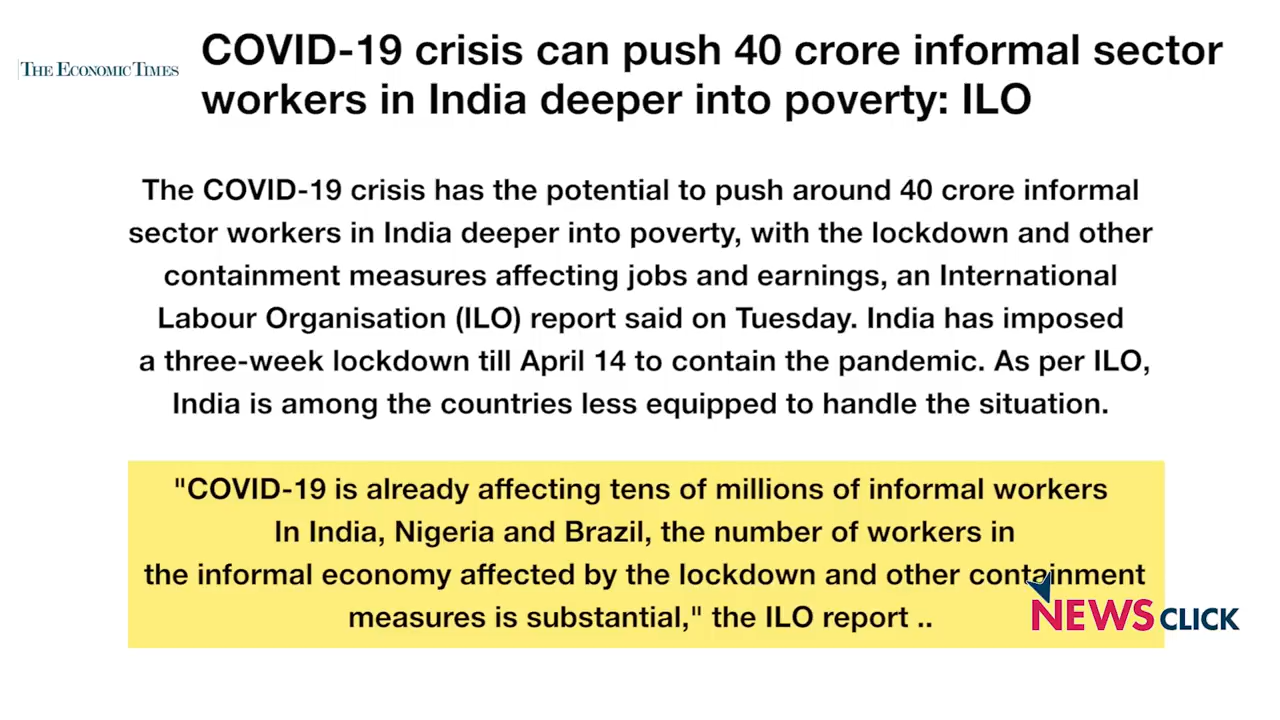 THE ECONOMIC TIMES
COVID-19 crisis can push 40 crore informal sector
workers in India deeper into poverty: ILO
The COVID-19 crisis has the potential to push around 40 crore informal
sector workers in India deeper into poverty, with the lockdown and other
containment measures affecting jobs and earnings, an International
Labour Organisation (ILO) report said on Tuesday. India has imposed
a three-week lockdown till April 14 to contain the pandemic. As per ILO,
India is among the countries less equipped to handle the situation.
"COVID-19 is already affecting tens of millions of informal workers
In India, Nigeria and Brazil, the number of workers in
the informal economy affected by the lockdown and other containment
measures is substantial," the ILO report ..
NEWSCLICK